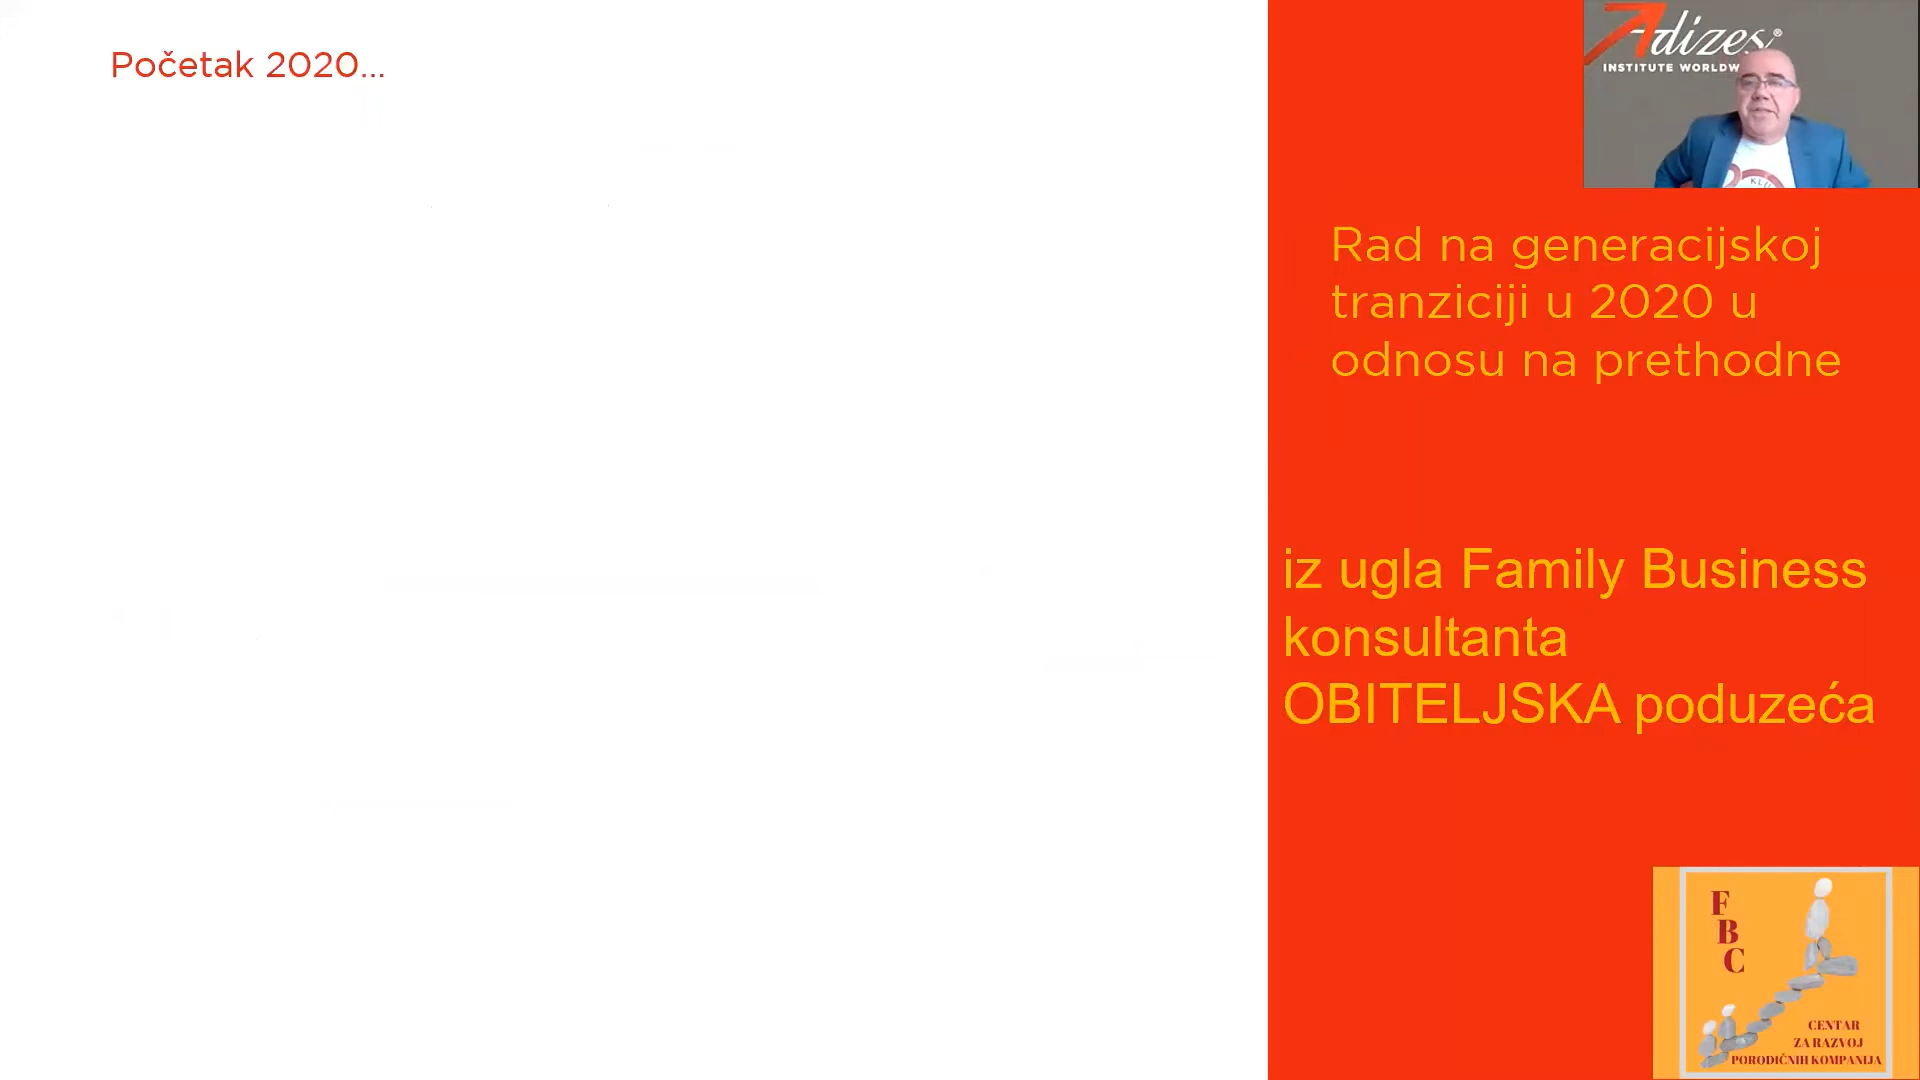 Početak 2020...
Adizes®
INSTITUTE WORLDW
Rad na generacijskoj
tranziciji u 2020 u
odnosu na prethodne
iz ugla Family Business
konsultanta
OBITELJSKA poduzeća
F
B
C
CENTAR
ZA RAZVOJ
PORODIČNIH KOMPANIJA